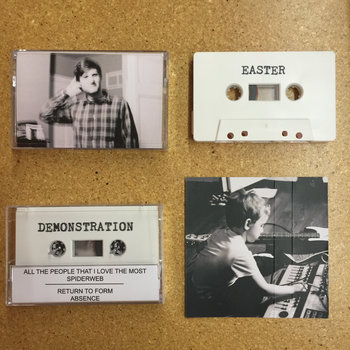 EASTER
DEMONSTRATION
ALL THE PEOPLE THAT I LOVE THE MOST
SPIDERWEB
RETURN TO FORM
ABSENCE